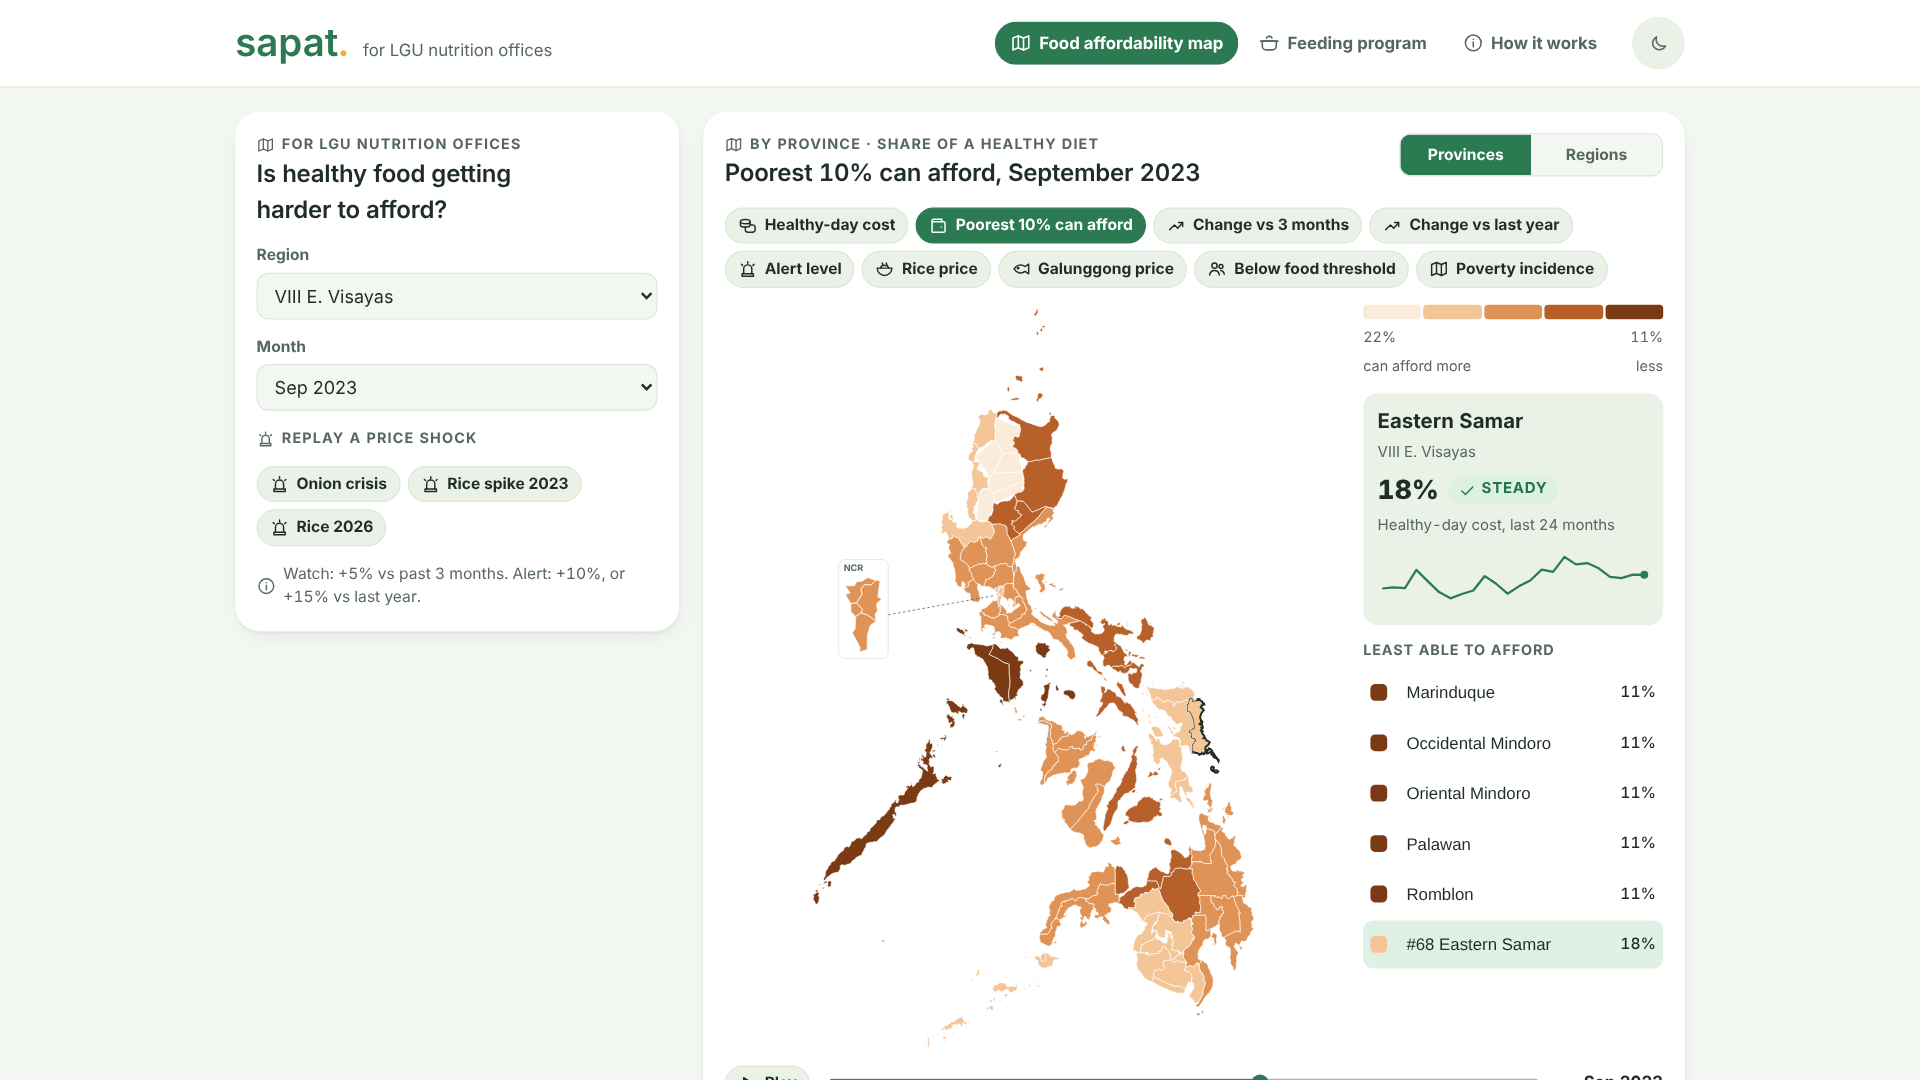 sapat. for LGU nutrition offices
Food affordability map
Feeding program
How it works
FOR LGU NUTRITION OFFICES
Is healthy food getting
harder to afford?
Region
VIII E. Visayas
Month
Sep 2023
REPLAY A PRICE SHOCK
Onion crisis
Rice spike 2023
Rice 2026
Watch: +5% vs past 3 months. Alert: +10%, or
+15% vs last year.
BY PROVINCE · SHARE OF A HEALTHY DIET
Poorest 10% can afford, September 2023
Provinces
Regions
Healthy-day cost
Poorest 10% can afford
Change vs 3 months
Change vs last year
Alert level
Rice price
Galunggong price
Below food threshold
Poverty incidence
NCR
22% 11%
can afford more less
Eastern Samar
VIII E. Visayas
18% STEADY
Healthy-day cost, last 24 months
LEAST ABLE TO AFFORD
Marinduque 11%
Occidental Mindoro 11%
Oriental Mindoro 11%
Palawan 11%
Romblon 11%
#68 Eastern Samar 18%
Play
Sep 2023